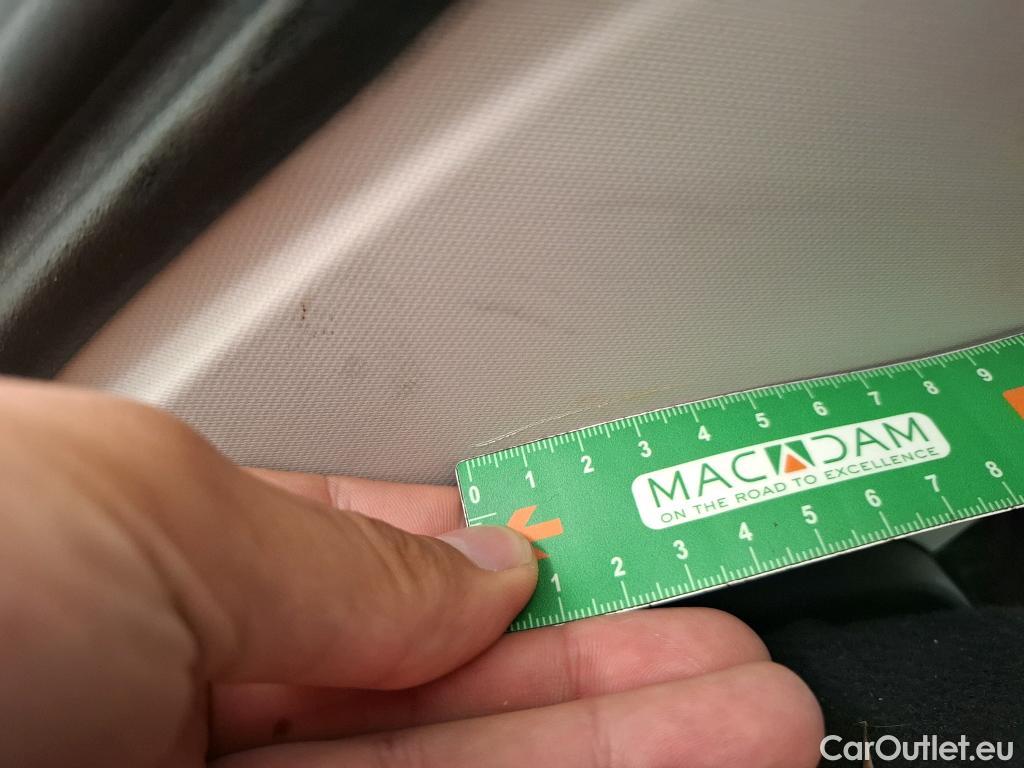 0 1 2 3 4 5 6 7 8 9
MACADAM
ON THE ROAD TO EXCELLENCE
1 2 3 4 5 6 7 8
CarOutlet.eu